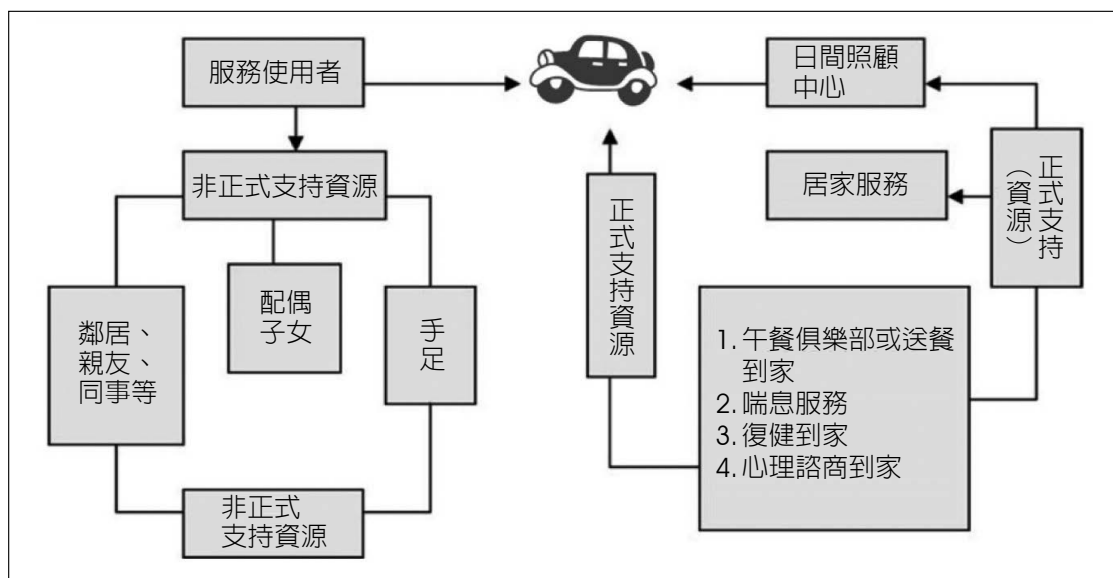 服務使用者
日間照顧
中心
非正式支持資源
居家服務
正式支持
（資源）
正式支持資源
配偶
子女
手足
鄰居、
親友、
同事等
1. 午餐俱樂部或送餐
到家
2. 喘息服務
3. 復健到家
4. 心理諮商到家
非正式
支持資源